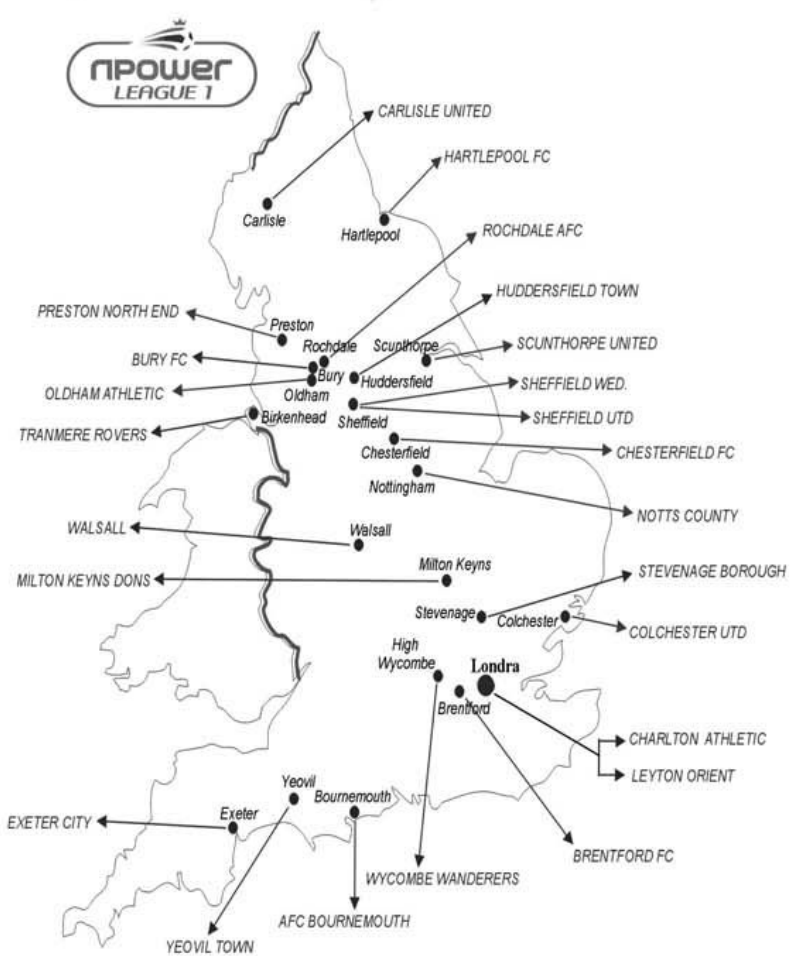 npower
LEAGUE 1
CARLISLE UNITED
HARTLEPOOL FC
Carlisle
Hartlepool
ROCHDALE AFC
HUDDERSFIELD TOWN
PRESTON NORTH END
Preston
Rochdale
Scunthorpe
SCUNTHORPE UNITED
BURY FC
Bury
Huddersfield
SHEFFIELD WED.
OLDHAM ATHLETIC
Oldham
SHEFFIELD UTD
Birkenhead
Sheffield
TRANMERE ROVERS
Chesterfield
CHESTERFIELD FC
Nottingham
NOTTS COUNTY
WALSALL
Walsall
Milton Keyns
STEVENAGE BOROUGH
MILTON KEYNS DONS
Stevenage
Colchester
COLCHESTER UTD
High
Wycombe
Londra
Brentford
CHARLTON ATHLETIC
LEYTON ORIENT
Yeovil
Bournemouth
Exeter
EXETER CITY
BRENTFORD FC
WYCOMBE WANDERERS
AFC BOURNEMOUTH
YEOVIL TOWN